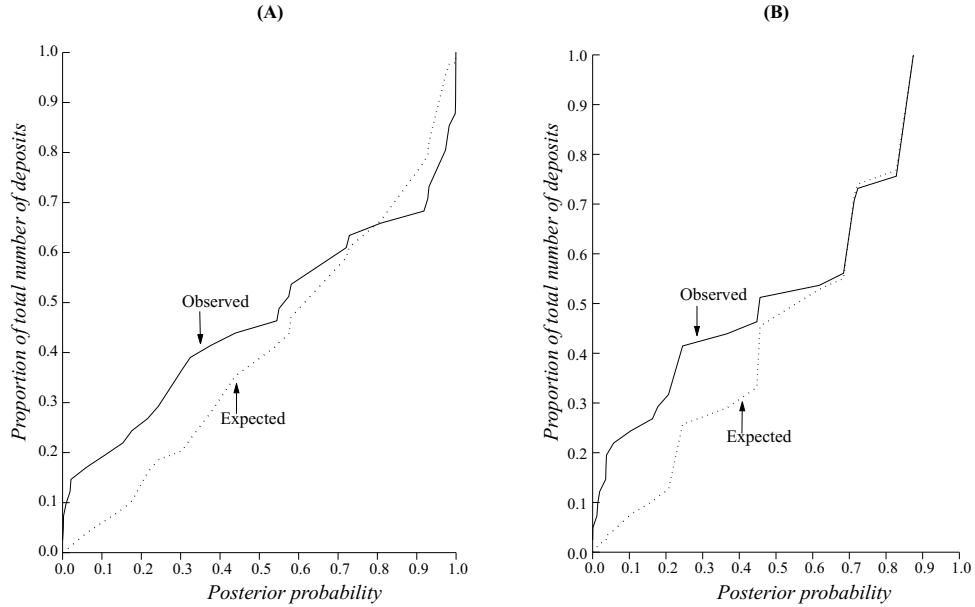 (A)
Proportion of total number of deposits
1.0
0.9
0.8
0.7
0.6
0.5
0.4
0.3
0.2
0.1
0.0
Observed
Expected
0.0 0.1 0.2 0.3 0.4 0.5 0.6 0.7 0.8 0.9 1.0
Posterior probability
(B)
Proportion of total number of deposits
1.0
0.9
0.8
0.7
0.6
0.5
0.4
0.3
0.2
0.1
0.0
Observed
Expected
0.0 0.1 0.2 0.3 0.4 0.5 0.6 0.7 0.8 0.9 1.0
Posterior probability